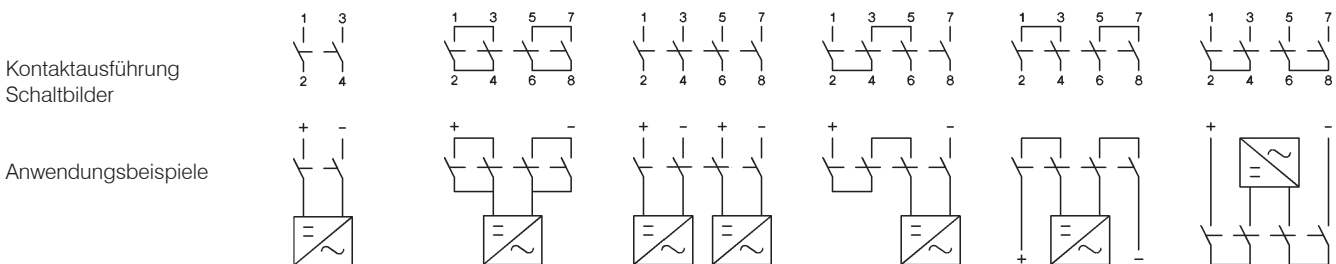 1 3 1 3 5 7 1 3 5 7 1 3 5 7 1 3 5 7 1 3 5 7
Kontaktausführung
2 4 2 4 6 8 2 4 6 8 2 4 6 8 2 4 6 8 2 4 6 8
Schaltbilder
+ - + - + - + - + - + -
Anwendungsbeispiele
+ -